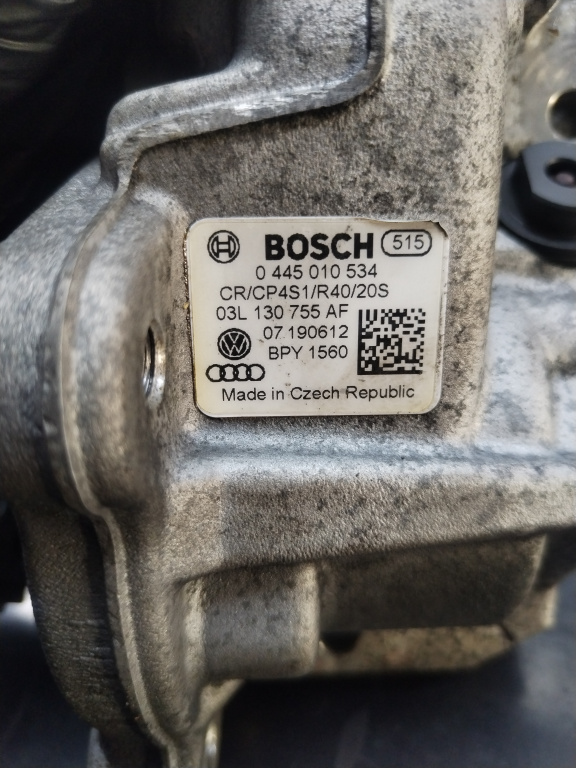 BOSCH 515
0 445 010 534
CR/CP4S1/R40/20S
03L 130 755 AF
07 190612
BPY 1560
Made in Czech Republic